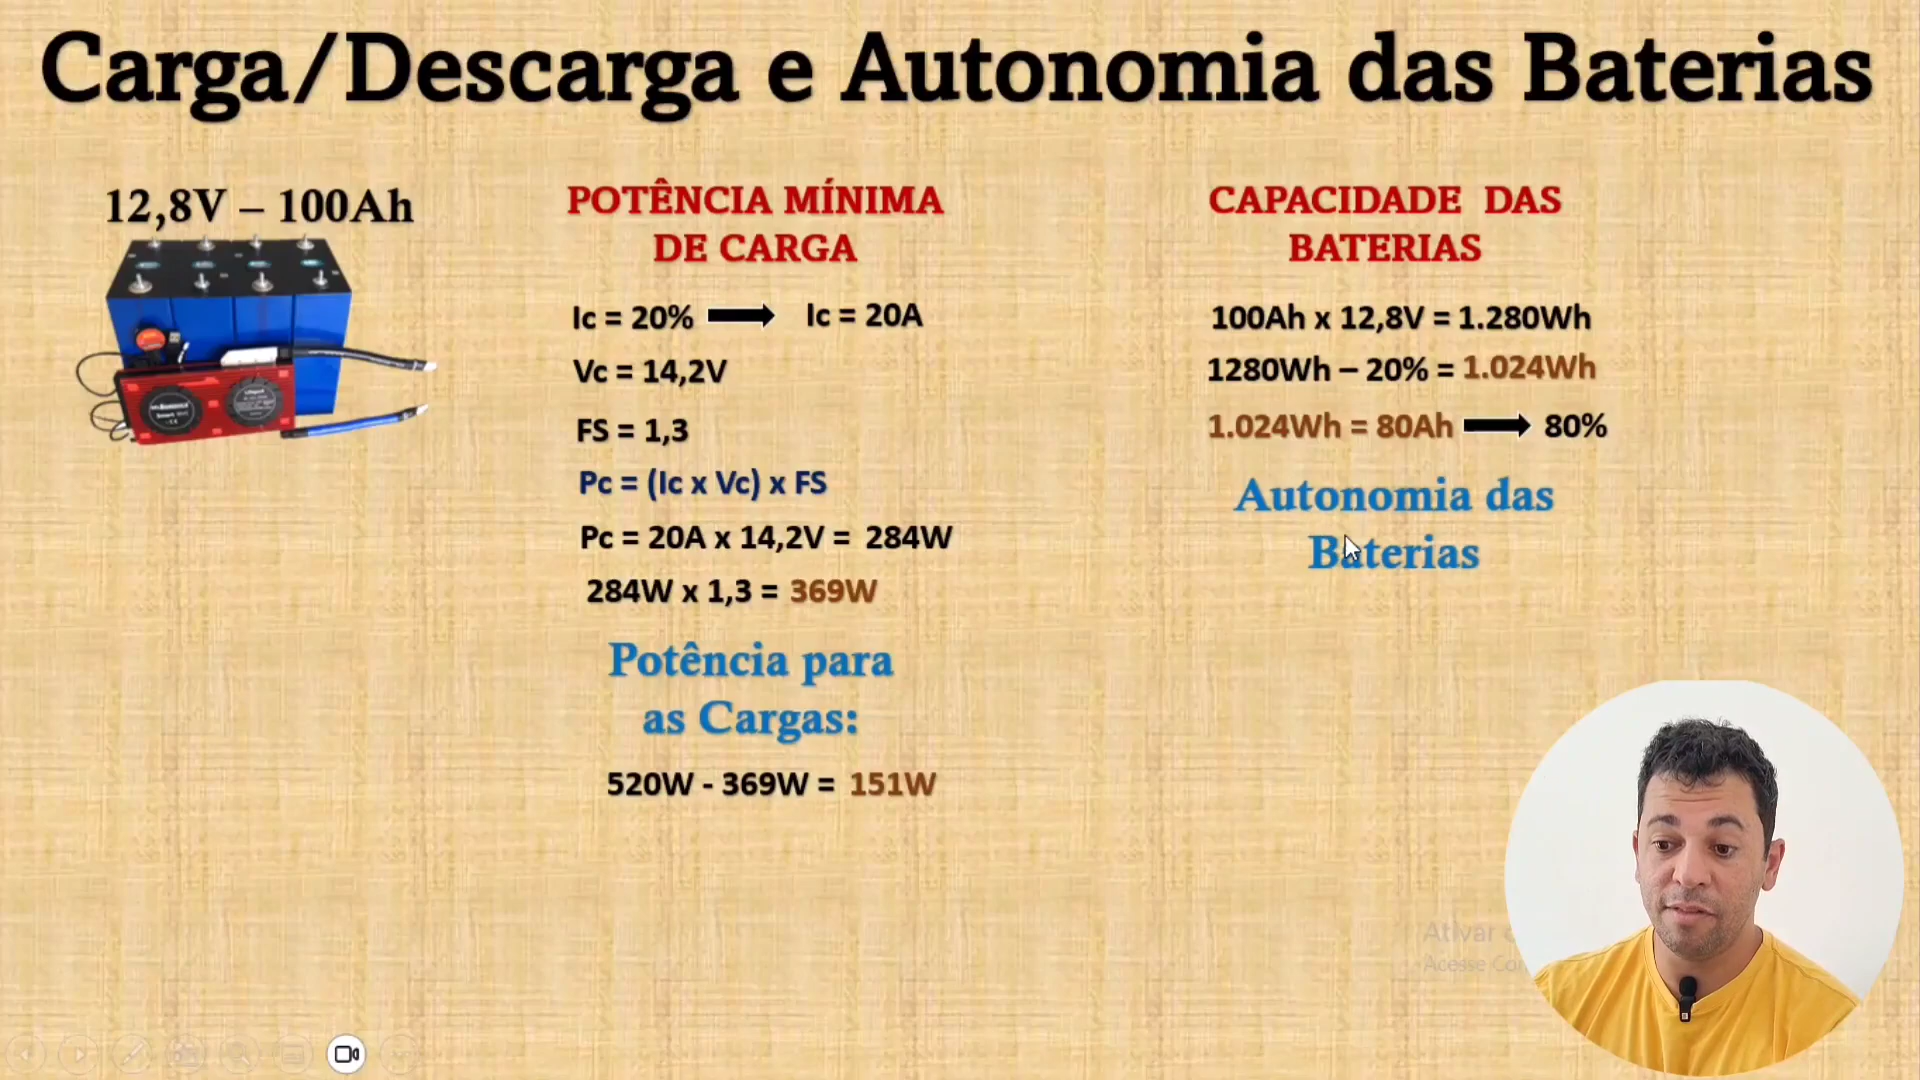 Carga/Descarga e Autonomia das Baterias
12,8V – 100Ah
POTÊNCIA MÍNIMA
DE CARGA
Ic = 20% Ic = 20A
Vc = 14,2V
FS = 1,3
Pc = (Ic x Vc) x FS
Pc = 20A x 14,2V = 284W
284W x 1,3 = 369W
Potência para
as Cargas:
520W - 369W = 151W
CAPACIDADE DAS
BATERIAS
100Ah x 12,8V = 1.280Wh
1280Wh – 20% = 1.024Wh
1.024Wh = 80Ah 80%
Autonomia das
Baterias
Ativar
Acesse